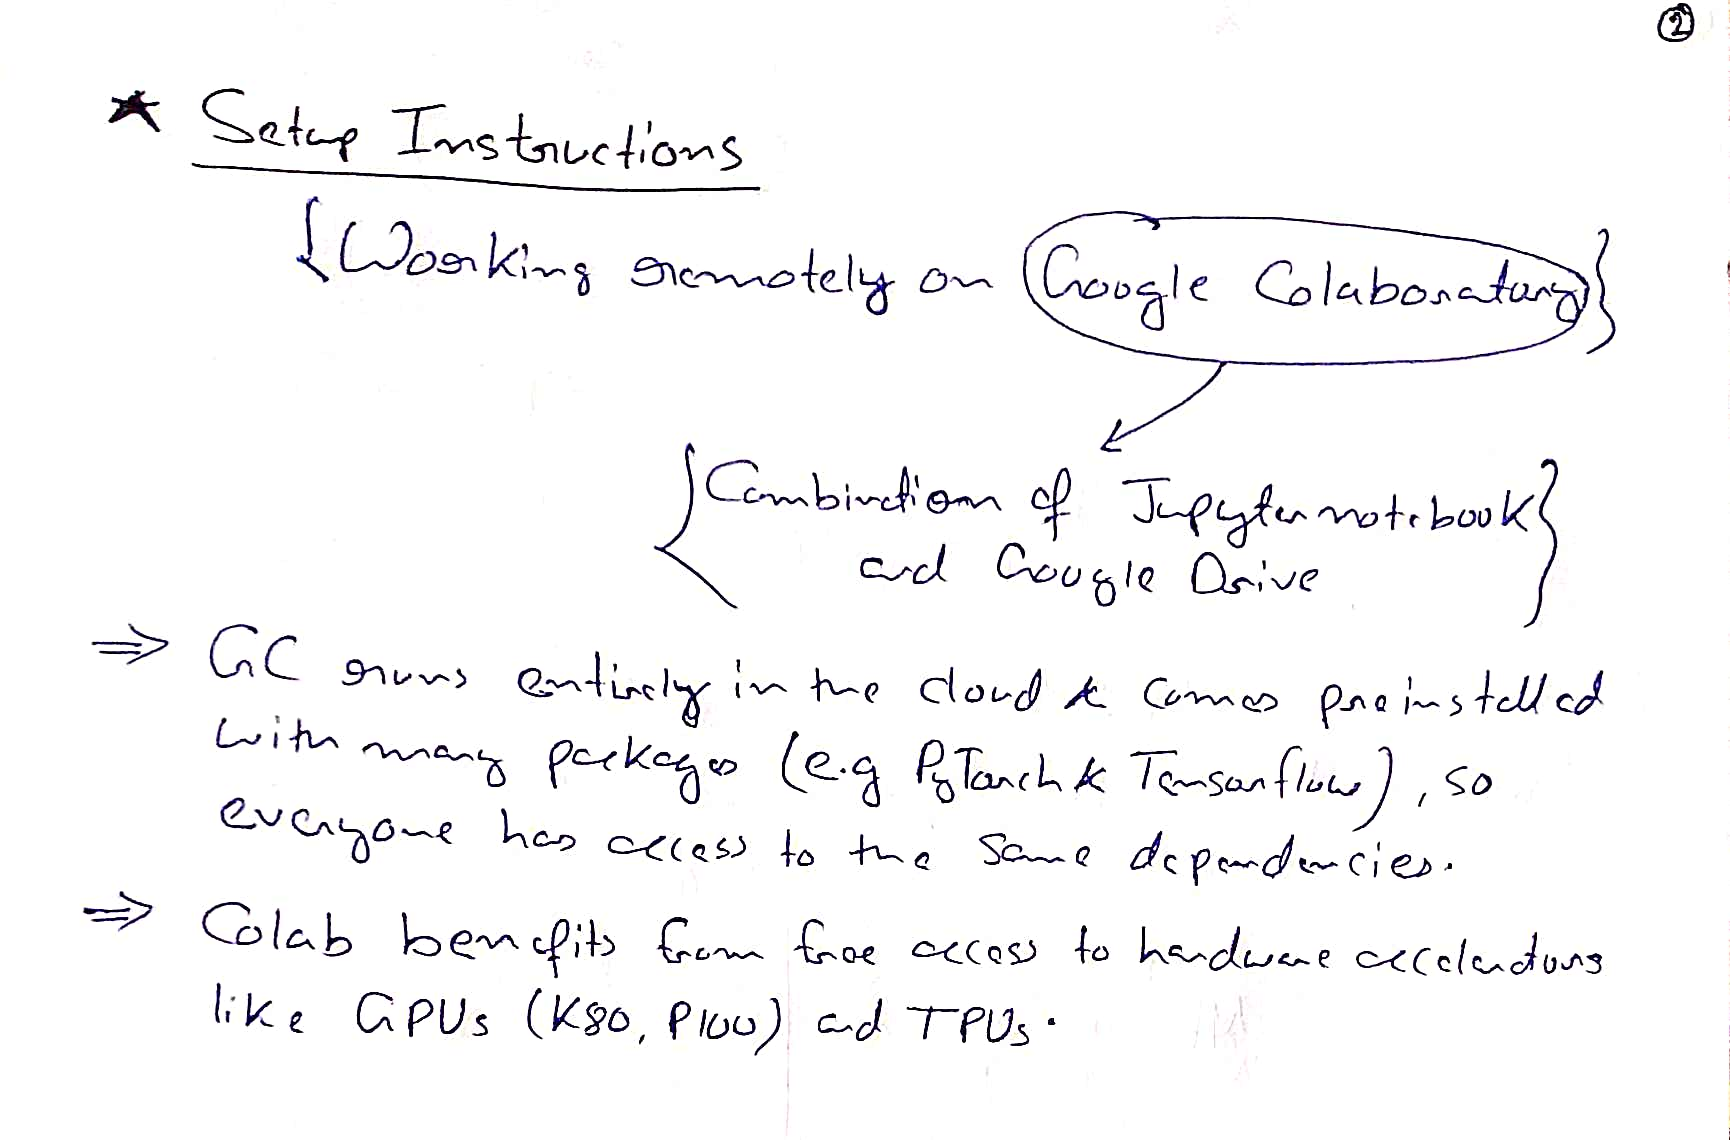 2
* Setup Instructions
{Working remotely on Google Colaboratory}
{Combination of Jupyter notebook
and Google Drive}
⇒ GC runs entirely in the cloud & comes preinstalled
with many packages (e.g PyTorch & Tensorflow), so
everyone has access to the same dependencies.
⇒ Colab benefits from free access to hardware accelerators
like GPUs (K80, P100) and TPUs.